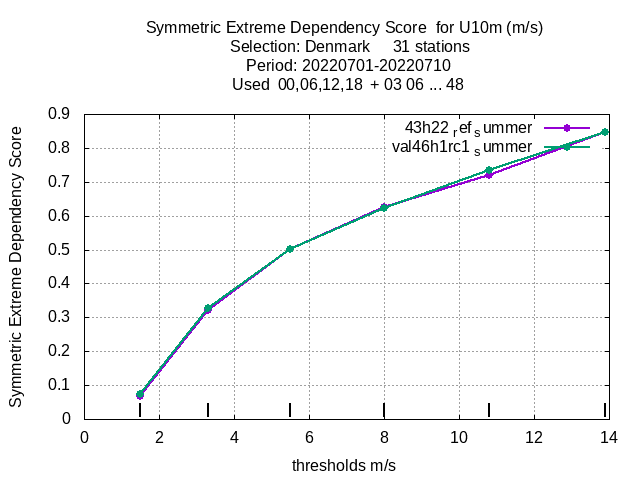 Symmetric Extreme Dependency Score  for U10m (m/s)
Selection: Denmark     31 stations
Period: 20220701-20220710
Used  00,06,12,18  + 03 06 ... 48
43h22 ref summer
val46h1rc1 summer
Symmetric Extreme Dependency Score
0.9
0.8
0.7
0.6
0.5
0.4
0.3
0.2
0.1
0
0 2 4 6 8 10 12 14
thresholds m/s